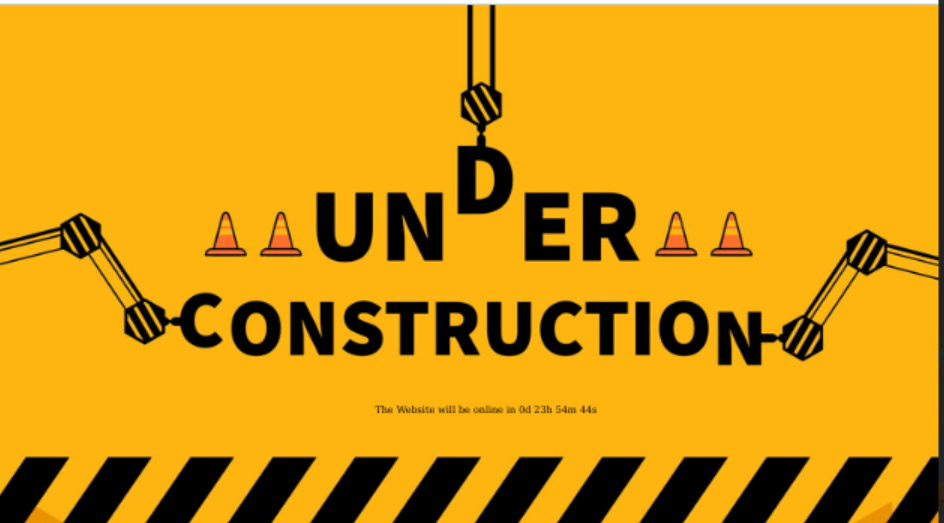 UNDER
CONSTRUCTION
The Website will be online in 0d 23h 54m 44s